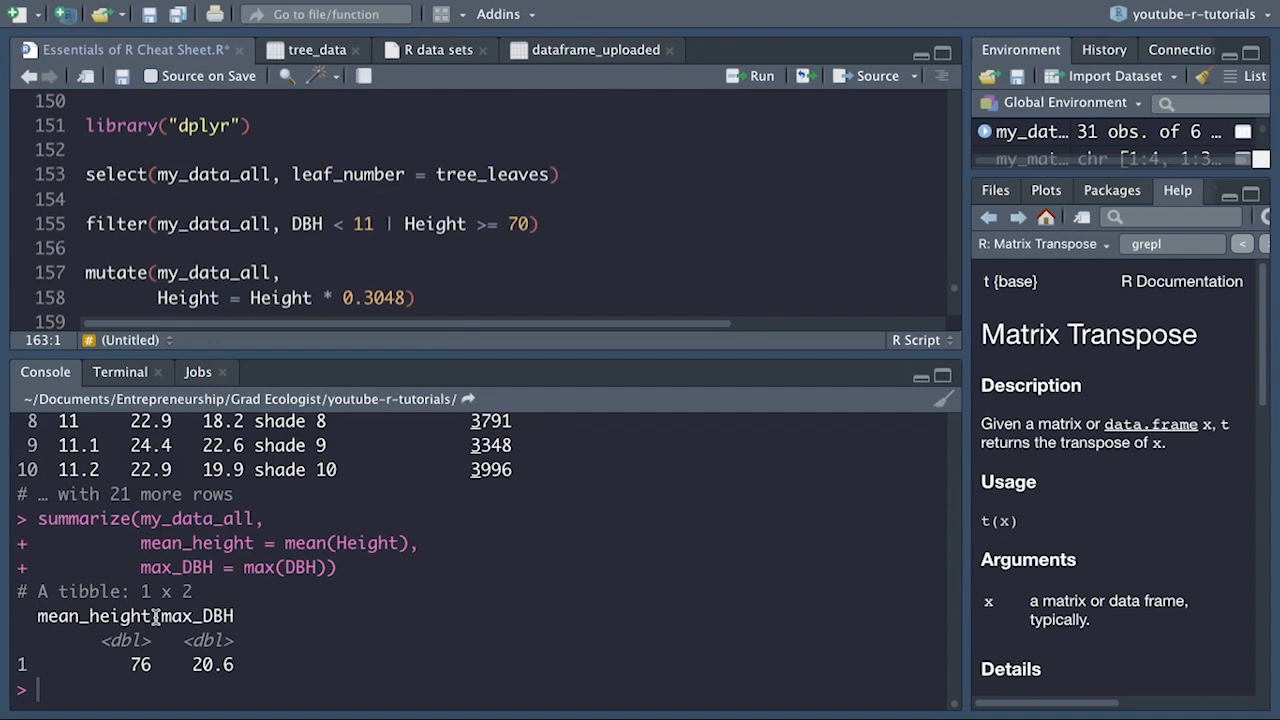 Go to file/function
Addins
youtube-r-tutorials
Essentials of R Cheat Sheet.R*
tree_data
R data sets
dataframe_uploaded
Source on Save
Run
Source
150
151 library("dplyr")
152
153 select(my_data_all, leaf_number = tree_leaves)
154
155 filter(my_data_all, DBH < 11 | Height >= 70)
156
157 mutate(my_data_all,
158 Height = Height * 0.3048)
159
163:1
# (Untitled)
R Script
Console
Terminal
Jobs
~/Documents/Entrepreneurship/Grad Ecologist/youtube-r-tutorials/
8 11 22.9 18.2 shade 8 3791
9 11.1 24.4 22.6 shade 9 3348
10 11.2 22.9 19.9 shade 10 3996
# … with 21 more rows
> summarize(my_data_all,
+ mean_height = mean(Height),
+ max_DBH = max(DBH))
# A tibble: 1 x 2
mean_height max_DBH
<dbl> <dbl>
1 76 20.6
>
Environment
History
Connection
Import Dataset
List
Global Environment
my_dat… 31 obs. of 6 …
my_mat… chr [1:4, 1:3…
Files
Plots
Packages
Help
R: Matrix Transpose
grepl
t {base}
R Documentation
Matrix Transpose
Description
Given a matrix or data.frame x, t
returns the transpose of x.
Usage
t(x)
Arguments
x a matrix or data frame,
typically.
Details